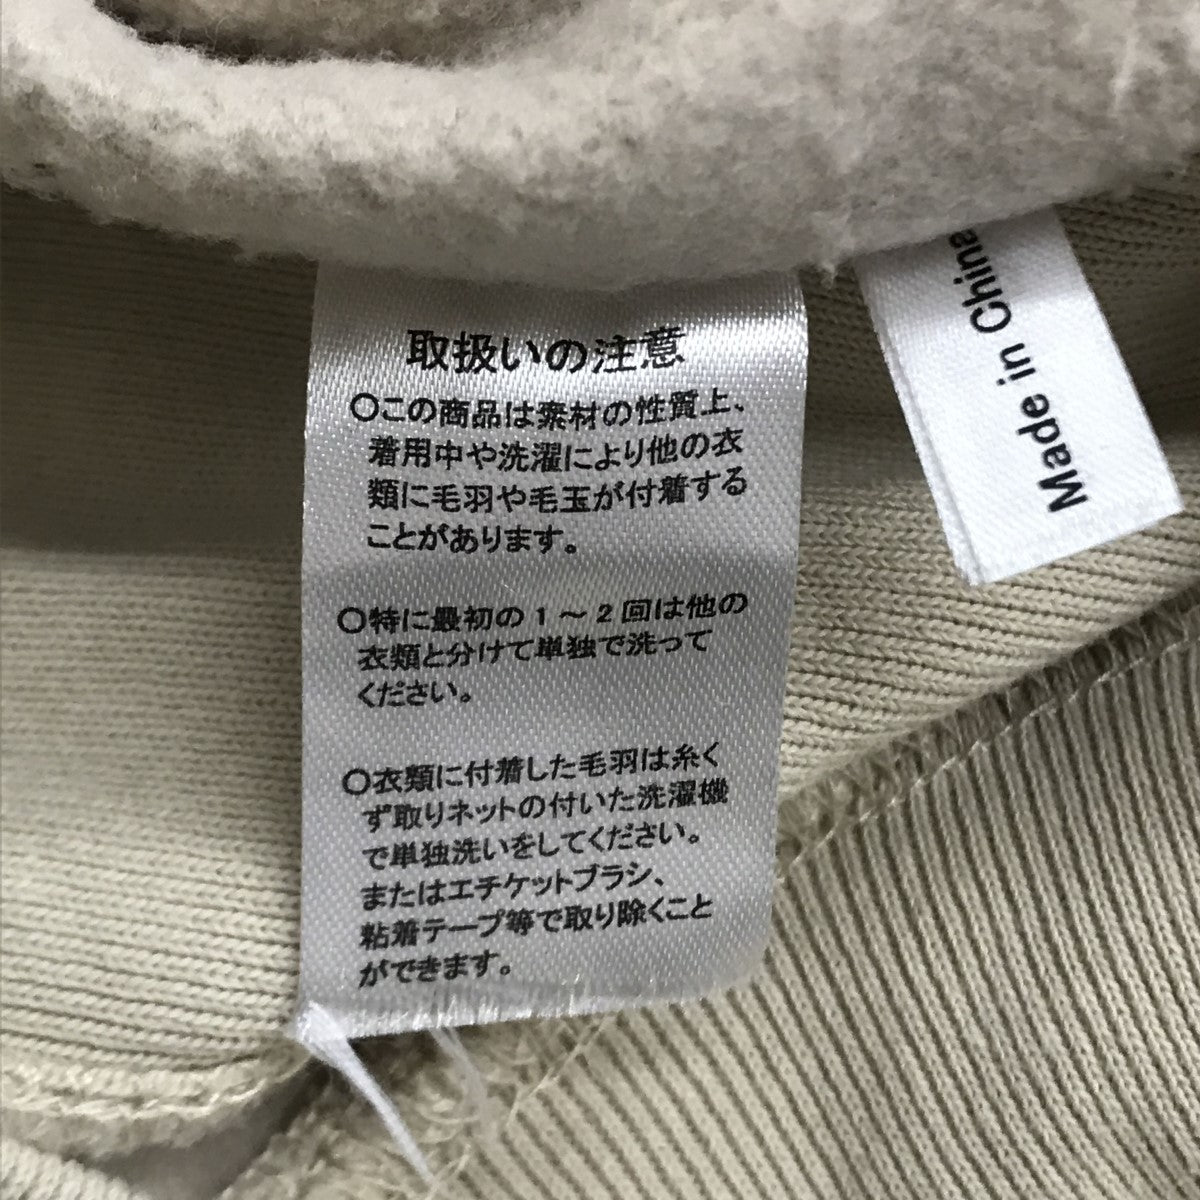 取扱いの注意
○この商品は素材の性質上、
着用中や洗濯により他の衣
類に毛羽や毛玉が付着する
ことがあります。
○特に最初の1～2回は他の
衣類と分けて単独で洗って
ください。
○衣類に付着した毛羽は糸く
ず取りネットの付いた洗濯機
で単独洗いをしてください。
またはエチケットブラシ、
粘着テープ等で取り除くこと
ができます。
Made in China